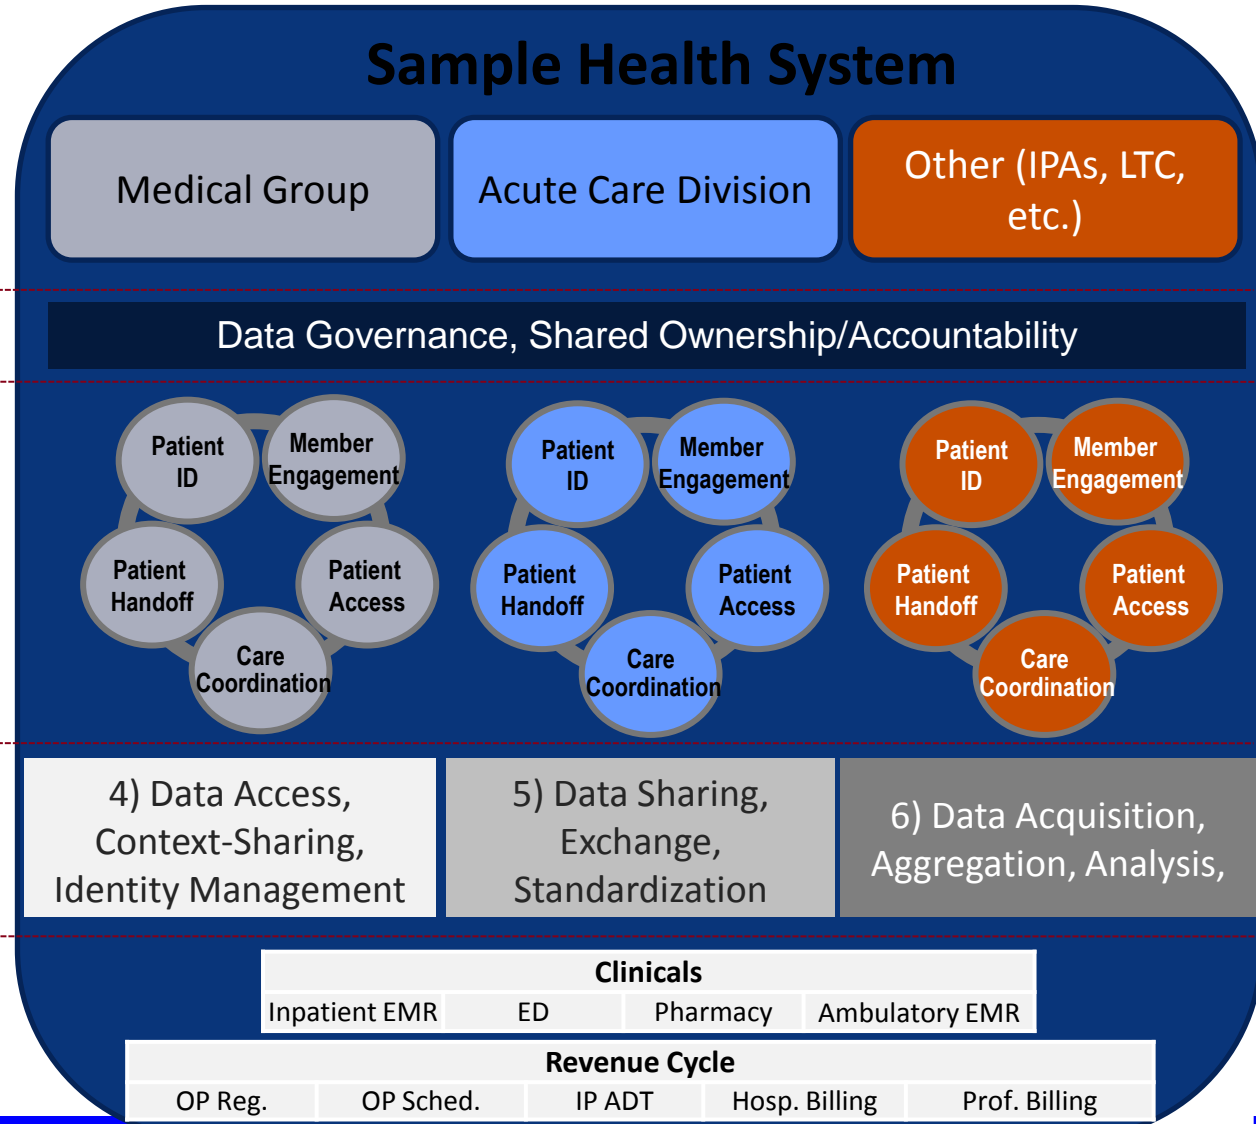 Sample Health System
Medical Group
Acute Care Division
Other (IPAs, LTC,
etc.)
Data Governance, Shared Ownership/Accountability
Patient
ID
Member
Engagement
Patient
Handoff
Patient
Access
Care
Coordination
Patient
ID
Member
Engagement
Patient
Handoff
Patient
Access
Care
Coordination
Patient
ID
Member
Engagement
Patient
Handoff
Patient
Access
Care
Coordination
4) Data Access,
Context-Sharing,
Identity Management
5) Data Sharing,
Exchange,
Standardization
6) Data Acquisition,
Aggregation, Analysis,
Clinicals
Inpatient EMR ED Pharmacy Ambulatory EMR
Revenue Cycle
OP Reg. OP Sched. IP ADT Hosp. Billing Prof. Billing